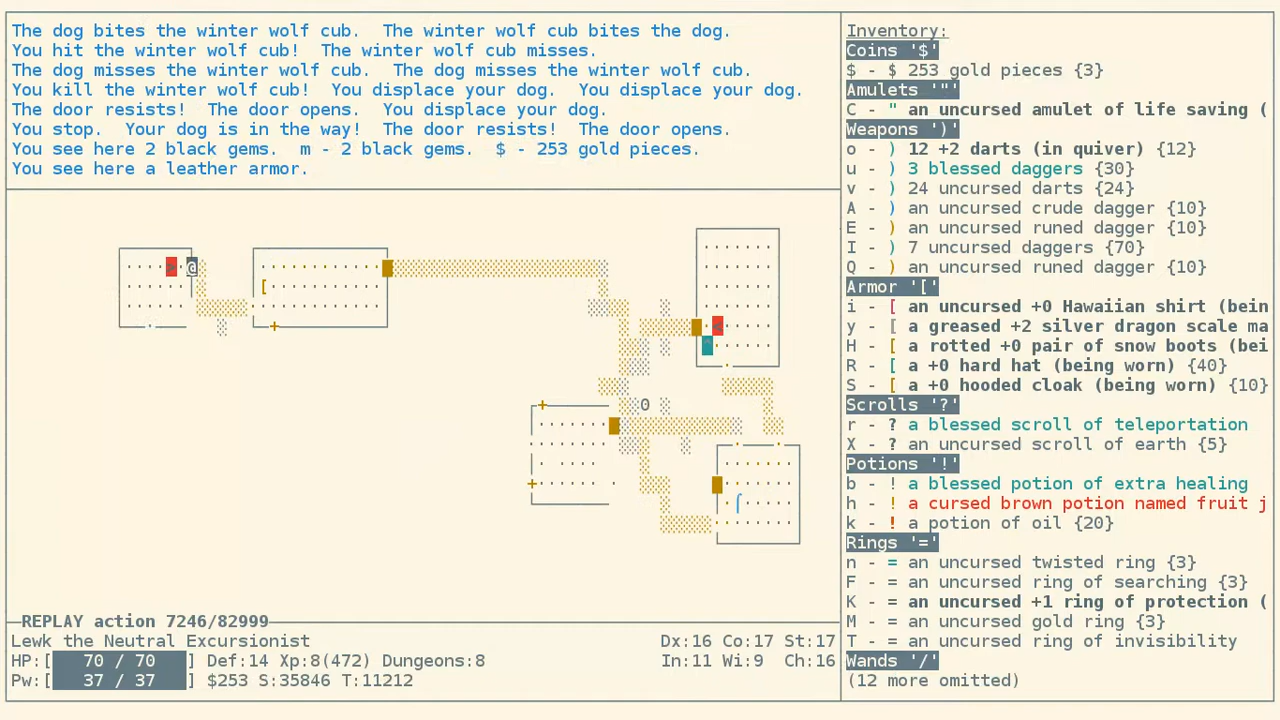 The dog bites the winter wolf cub.  The winter wolf cub bites the dog.
You hit the winter wolf cub!  The winter wolf cub misses.
The dog misses the winter wolf cub.  The dog misses the winter wolf cub.
You kill the winter wolf cub!  You displace your dog.  You displace your dog.
The door resists!  The door opens.  You displace your dog.
You stop.  Your dog is in the way!  The door resists!  The door opens.
You see here 2 black gems.  m - 2 black gems.  $ - 253 gold pieces.
You see here a leather armor.
REPLAY action 7246/82999
Lewk the Neutral Excursionist
Dx:16 Co:17 St:17
HP:[ 70 / 70 ] Def:14 Xp:8(472) Dungeons:8
In:11 Wi:9 Ch:16
Pw:[ 37 / 37 ] $253 S:35846 T:11212
Inventory:
Coins '$'
$ - $ 253 gold pieces {3}
Amulets '"'
C - " an uncursed amulet of life saving (
Weapons ')'
o - ) 12 +2 darts (in quiver) {12}
u - ) 3 blessed daggers {30}
v - ) 24 uncursed darts {24}
A - ) an uncursed crude dagger {10}
E - ) an uncursed runed dagger {10}
I - ) 7 uncursed daggers {70}
Q - ) an uncursed runed dagger {10}
Armor '['
i - [ an uncursed +0 Hawaiian shirt (bein
y - [ a greased +2 silver dragon scale ma
H - [ a rotted +0 pair of snow boots (bei
R - [ a +0 hard hat (being worn) {40}
S - [ a +0 hooded cloak (being worn) {10}
Scrolls '?'
r - ? a blessed scroll of teleportation
X - ? an uncursed scroll of earth {5}
Potions '!'
b - ! a blessed potion of extra healing
h - ! a cursed brown potion named fruit j
k - ! a potion of oil {20}
Rings '='
n - = an uncursed twisted ring {3}
F - = an uncursed ring of searching {3}
K - = an uncursed +1 ring of protection (
M - = an uncursed gold ring {3}
T - = an uncursed ring of invisibility
Wands '/'
(12 more omitted)